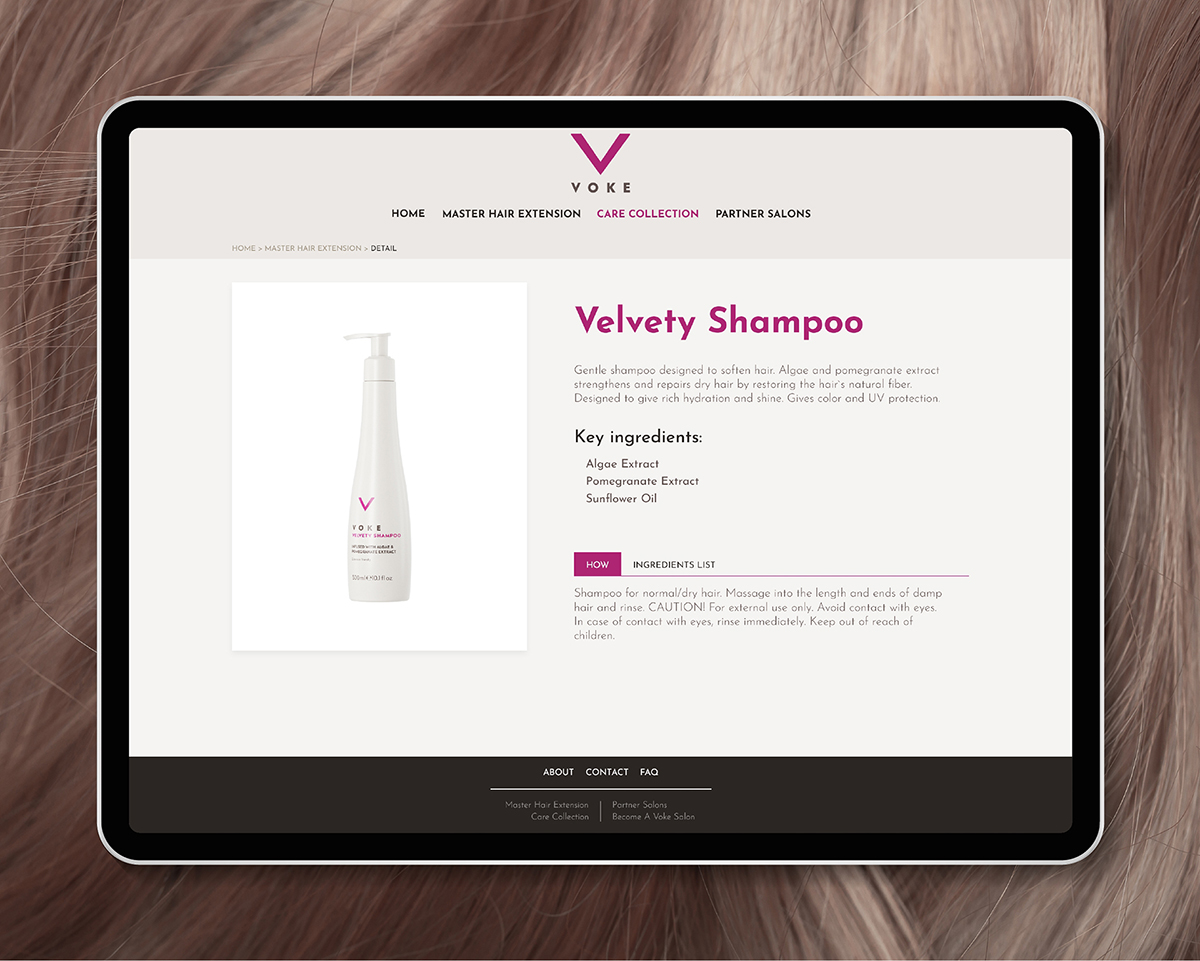 VOKE
HOME MASTER HAIR EXTENSION CARE COLLECTION PARTNER SALONS
HOME > MASTER HAIR EXTENSION > DETAIL
V O K E
VELVETY SHAMPOO
INFUSED WITH ALGAE &
POMEGRANATE EXTRACT
300ml ℮ 10.1 fl oz
Velvety Shampoo
Gentle shampoo designed to soften hair. Algae and pomegranate extract
strengthens and repairs dry hair by restoring the hair's natural fiber.
Designed to give rich hydration and shine. Gives color and UV protection.
Key ingredients:
Algae Extract
Pomegranate Extract
Sunflower Oil
HOW INGREDIENTS LIST
Shampoo for normal/dry hair. Massage into the length and ends of damp
hair and rinse. CAUTION! For external use only. Avoid contact with eyes.
In case of contact with eyes, rinse immediately. Keep out of reach of
children.
ABOUT CONTACT FAQ
Master Hair Extension Partner Salons
Care Collection Become A Voke Salon